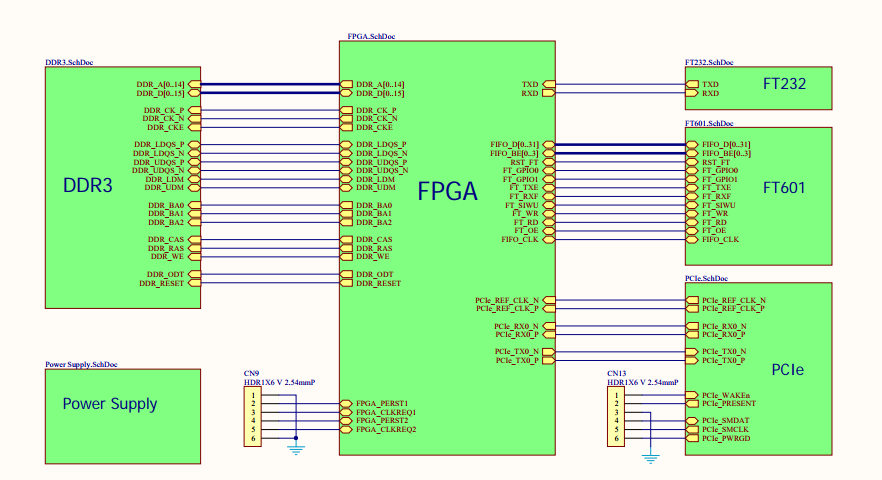 FPGA.SchDoc
DDR3.SchDoc
DDR_A[0..14]
DDR_D[0..15]
DDR_CK_P
DDR_CK_N
DDR_CKE
DDR_LDQS_P
DDR_LDQS_N
DDR_UDQS_P
DDR_UDQS_N
DDR_LDM
DDR_UDM
DDR_BA0
DDR_BA1
DDR_BA2
DDR_CAS
DDR_RAS
DDR_WE
DDR_ODT
DDR_RESET
DDR3
DDR_A[0..14]
DDR_D[0..15]
DDR_CK_P
DDR_CK_N
DDR_CKE
DDR_LDQS_P
DDR_LDQS_N
DDR_UDQS_P
DDR_UDQS_N
DDR_LDM
DDR_UDM
DDR_BA0
DDR_BA1
DDR_BA2
DDR_CAS
DDR_RAS
DDR_WE
DDR_ODT
DDR_RESET
FPGA
TXD
RXD
FIFO_D[0..31]
FIFO_BE[0..3]
RST_FT
FT_GPIO0
FT_GPIO1
FT_TXE
FT_RXF
FT_SIWU
FT_WR
FT_RD
FT_OE
FIFO_CLK
PCIe_REF_CLK_N
PCIe_REF_CLK_P
PCIe_RX0_N
PCIe_RX0_P
PCIe_TX0_N
PCIe_TX0_P
FPGA_PERST1
FPGA_CLKREQ1
FPGA_PERST2
FPGA_CLKREQ2
FT232.SchDoc
TXD
RXD
FT232
FT601.SchDoc
FIFO_D[0..31]
FIFO_BE[0..3]
RST_FT
FT_GPIO0
FT_GPIO1
FT_TXE
FT_RXF
FT_SIWU
FT_WR
FT_RD
FT_OE
FIFO_CLK
FT601
PCIe.SchDoc
PCIe_REF_CLK_N
PCIe_REF_CLK_P
PCIe_RX0_N
PCIe_RX0_P
PCIe_TX0_N
PCIe_TX0_P
PCIe_WAKEn
PCIe_PRESENT
PCIe_SMDAT
PCIe_SMCLK
PCIe_PWRGD
PCIe
Power Supply.SchDoc
Power Supply
CN9
HDR1X6 V 2.54mmP
1
2
3
4
5
6
CN13
HDR1X6 V 2.54mmP
1
2
3
4
5
6